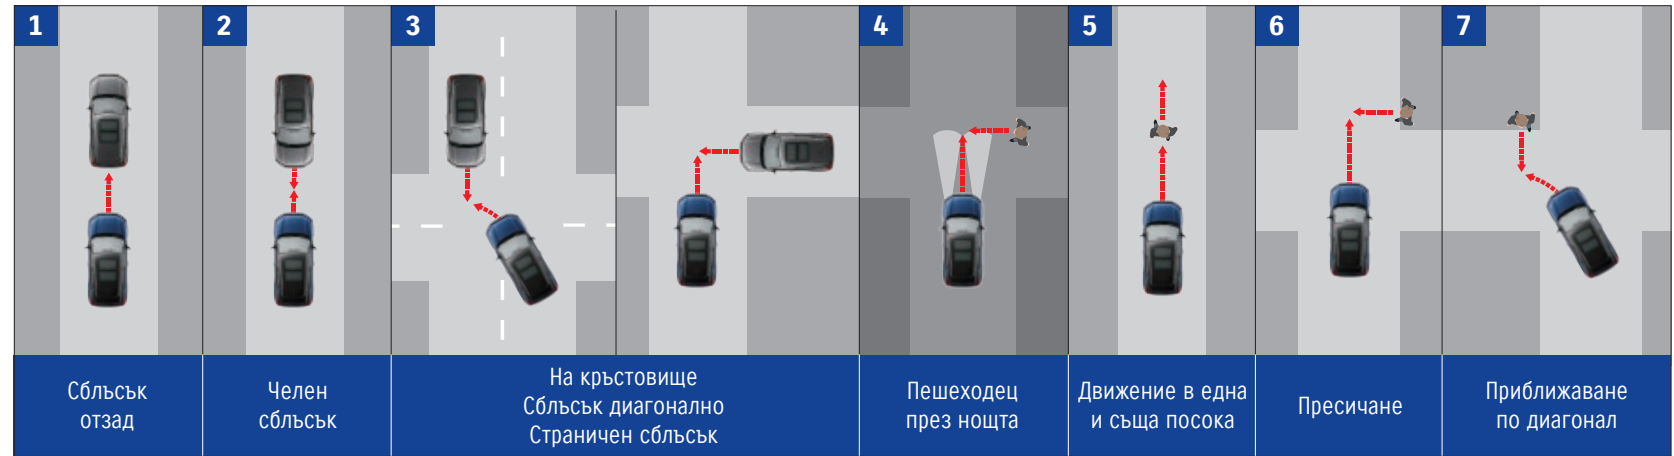 1
2
3
4
5
6
7
Сблъсък
отзад
Челен
сблъсък
На кръстовище
Сблъсък диагонално
Страничен сблъсък
Пешеходец
през нощта
Движение в една
и съща посока
Пресичане
Приближаване
по диагонал